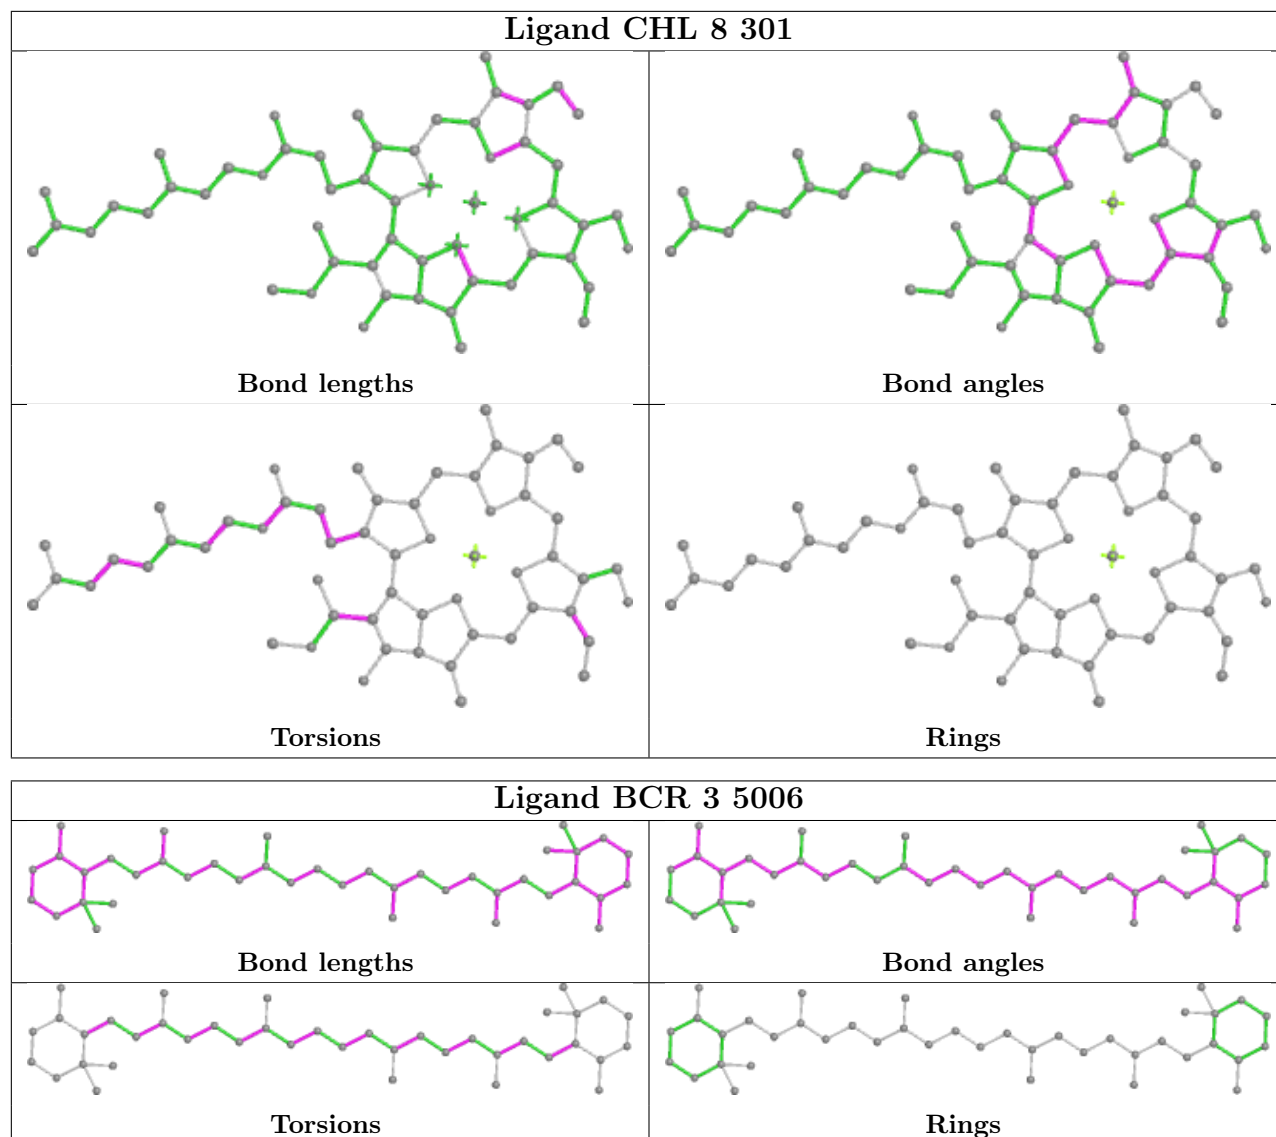 Ligand CHL 8 301
Bond lengths
Bond angles
Torsions
Rings
Ligand BCR 3 5006
Bond lengths
Bond angles
Torsions
Rings